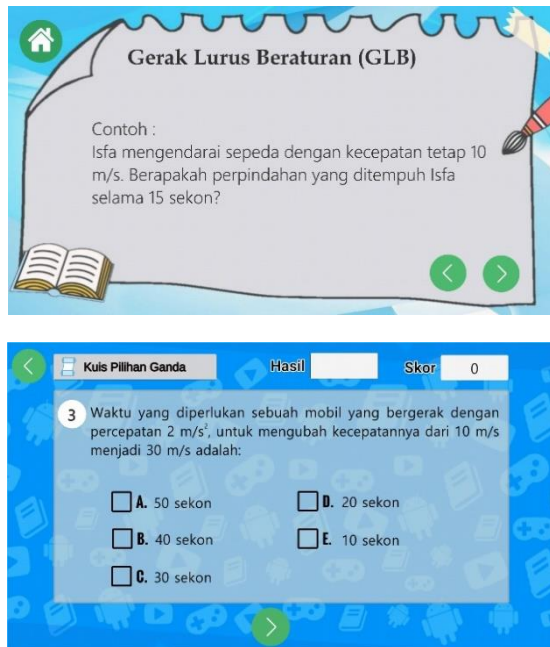 Gerak Lurus Beraturan (GLB)
Contoh :
Isfa mengendarai sepeda dengan kecepatan tetap 10
m/s. Berapakah perpindahan yang ditempuh Isfa
selama 15 sekon?
Kuis Pilihan Ganda
Hasil
Skor
0
3 Waktu yang diperlukan sebuah mobil yang bergerak dengan
percepatan 2 m/s², untuk mengubah kecepatannya dari 10 m/s
menjadi 30 m/s adalah:
A. 50 sekon
B. 40 sekon
C. 30 sekon
D. 20 sekon
E. 10 sekon